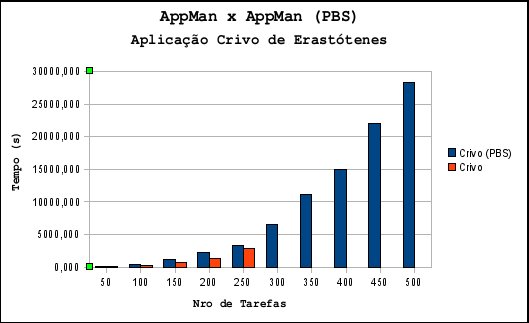 AppMan x AppMan (PBS)
Aplicação Crivo de Erastótenes
30000,000
25000,000
20000,000
15000,000
10000,000
5000,000
0,000
Tempo (s)
50 100 150 200 250 300 350 400 450 500
Nro de Tarefas
Crivo (PBS)
Crivo